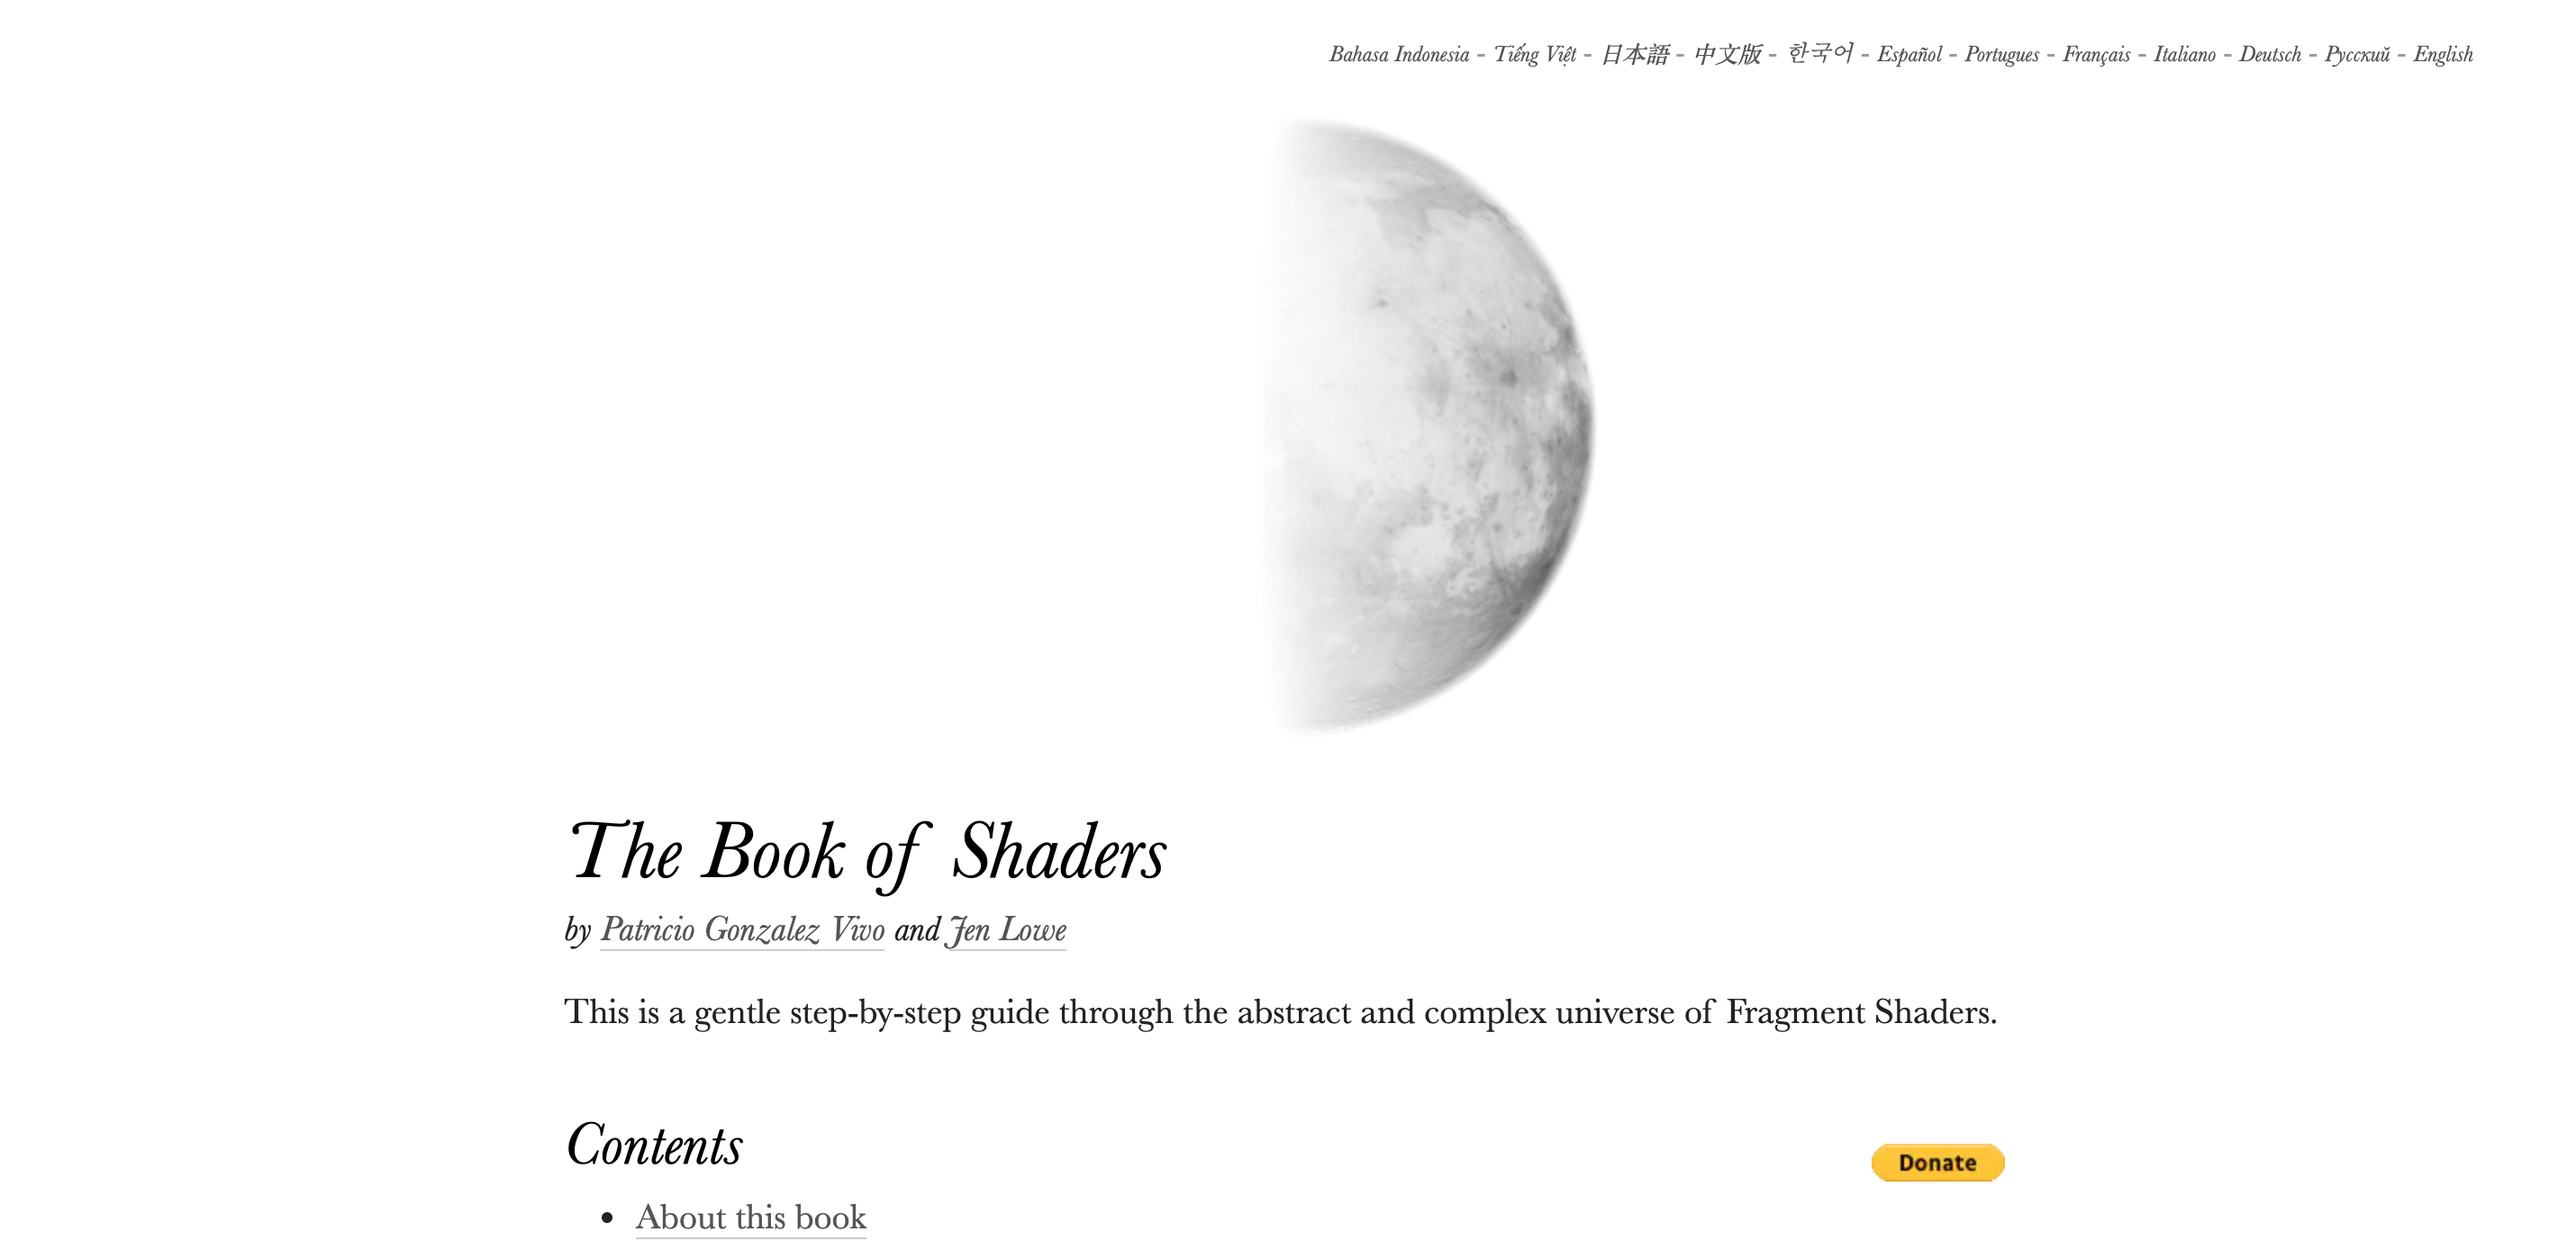 Bahasa Indonesia - Tiếng Việt - 日本語 - 中文版 - 한국어 - Español - Portugues - Français - Italiano - Deutsch - Русский - English
The Book of Shaders
by Patricio Gonzalez Vivo and Jen Lowe
This is a gentle step-by-step guide through the abstract and complex universe of Fragment Shaders.
Contents
Donate
• About this book